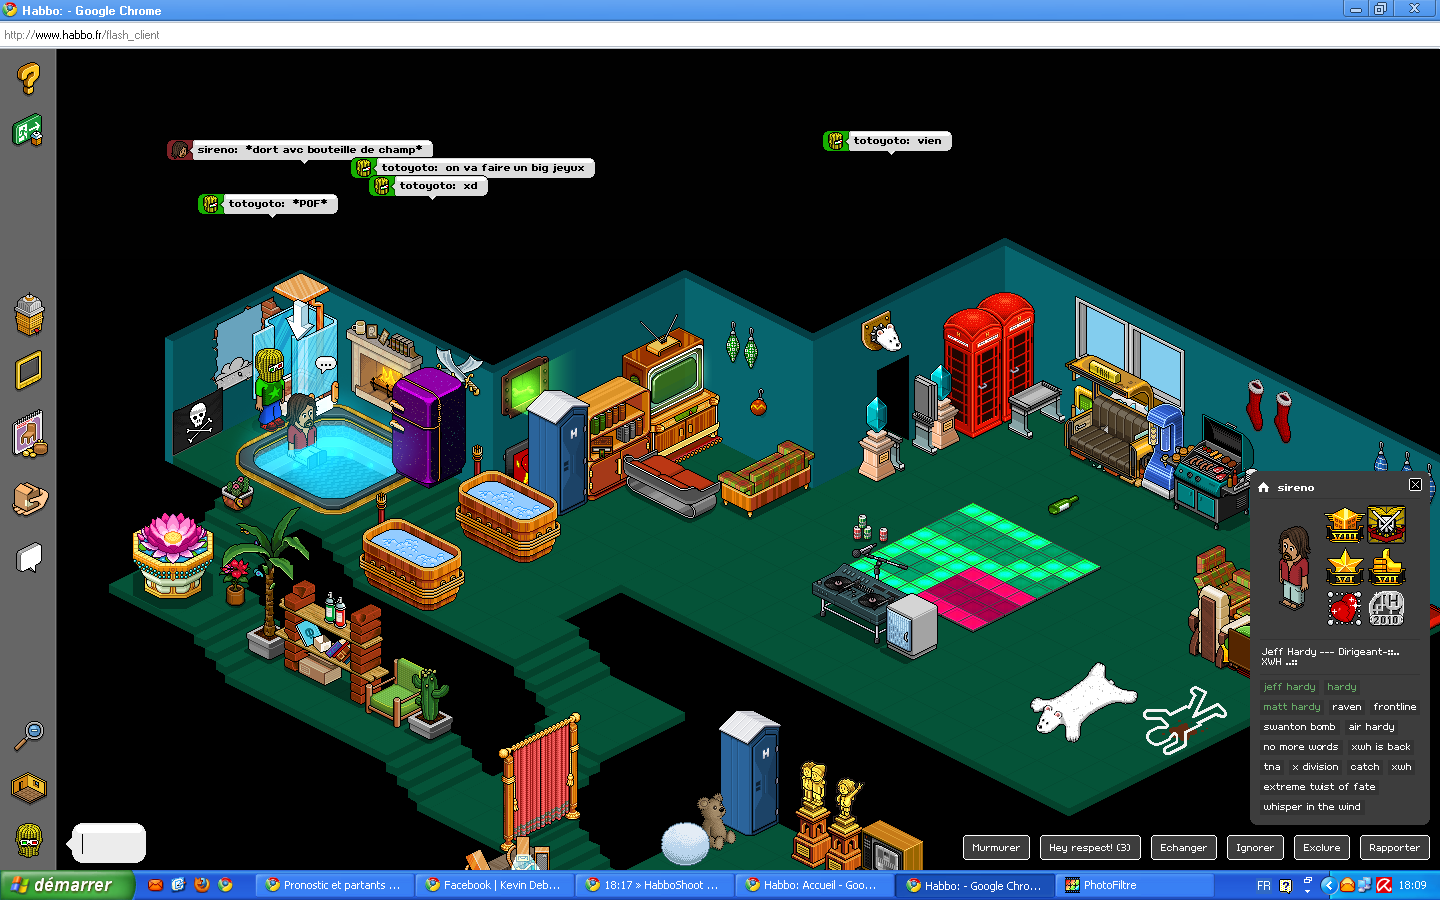 Habbo: - Google Chrome
http://www.habbo.fr/flash_client
totoyoto: vien
sireno: *dort avc bouteille de champ*
totoyoto: on va faire un big jeyux
totoyoto: xd
totoyoto: *POF*
H
H
sireno
2010
Jeff Hardy --- Dirigeant-::..
XWH ..::
jeff hardy hardy
matt hardy raven frontline
swanton bomb air hardy
no more words xwh is back
tna x division catch xwh
extreme twist of fate
whisper in the wind
Murmurer Hey respect! (3) Echanger Ignorer Exclure Rapporter
démarrer Pronostic et partants ... Facebook | Kevin Deb... 18:17 » HabboShoot ... Habbo: Accueil - Goo... Habbo: - Google Chro... PhotoFiltre FR 18:09